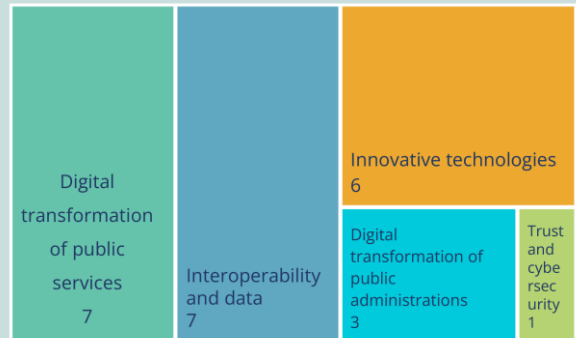 Digital
transformation
of public
services
7
Interoperability
and data
7
Innovative technologies
6
Digital
transformation of
public
administrations
3
Trust
and
cybe
rsec
urity
1